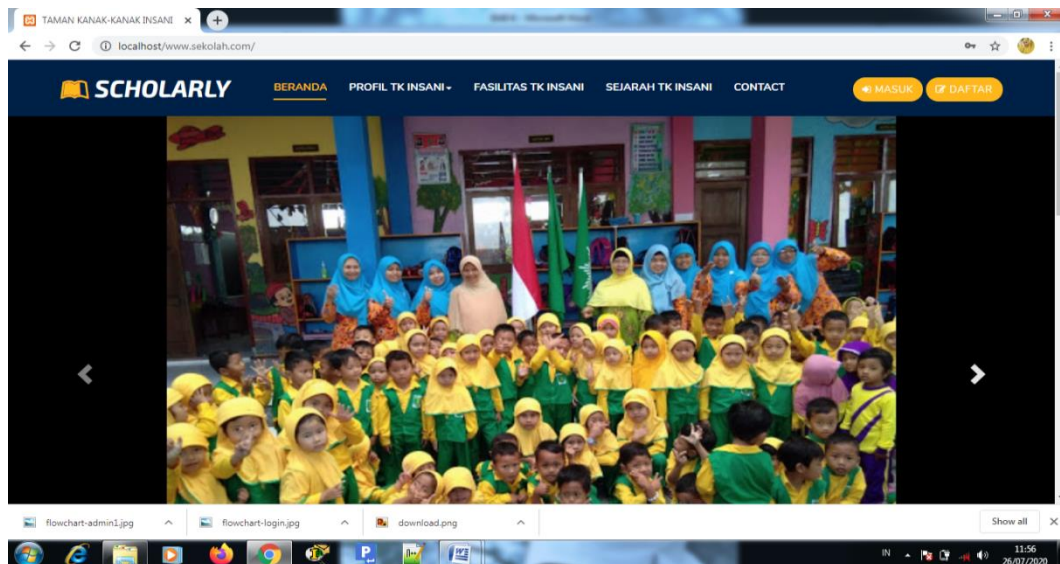 TAMAN KANAK-KANAK INSANI
localhost/www.sekolah.com/
SCHOLARLY
BERANDA PROFIL TK INSANI FASILITAS TK INSANI SEJARAH TK INSANI CONTACT
MASUK DAFTAR
flowchart-admin1.jpg flowchart-login.jpg download.png Show all
IN 11:56
26/07/2020